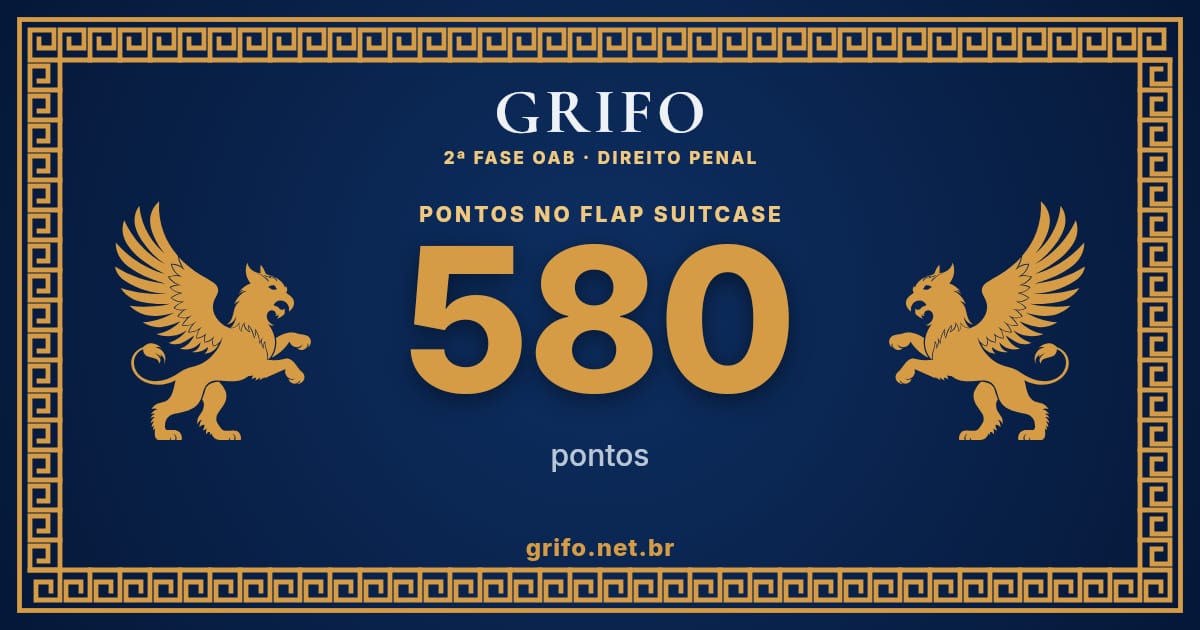 GRIFO
2ª FASE OAB · DIREITO PENAL
PONTOS NO FLAP SUITCASE
580
pontos
grifo.net.br